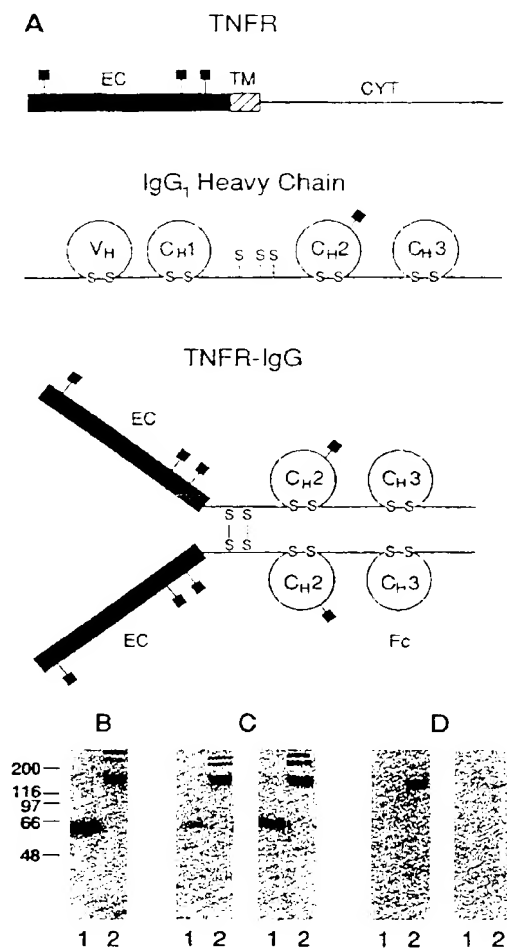 A TNFR
EC TM CYT
IgG1 Heavy Chain
VH CH1 S S S CH2 CH3
S S S S S S S S
TNFR-IgG
EC
CH2 CH3
S S S S
S S
S S
S S S S
CH2 CH3
EC Fc
B C D
200
116
97
66
48
1 2 1 2 1 2 1 2 1 2